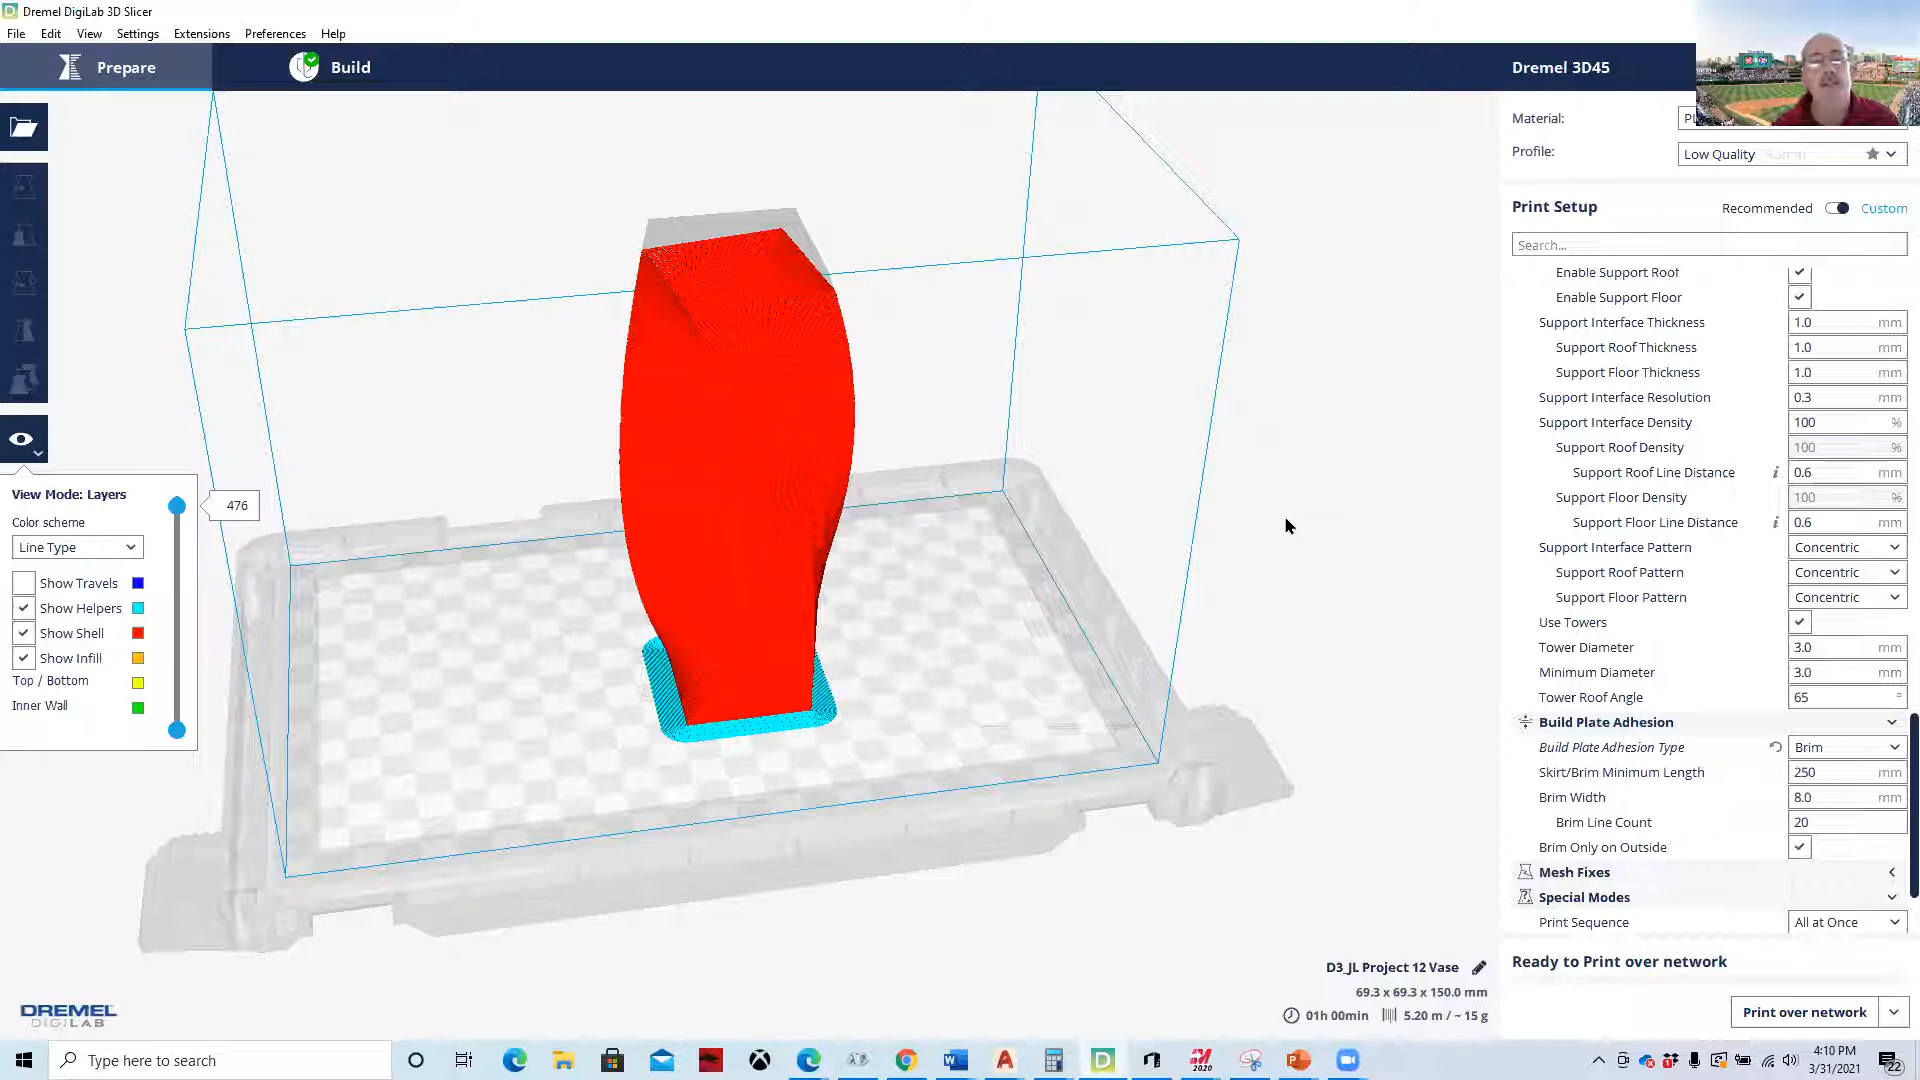 Dremel DigiLab 3D Slicer
File Edit View Settings Extensions Preferences Help
Prepare
Build
Dremel 3D45
Material:
Profile: Low Quality
Print Setup Recommended Custom
Search...
Enable Support Roof
Enable Support Floor
Support Interface Thickness 1.0 mm
Support Roof Thickness 1.0 mm
Support Floor Thickness 1.0 mm
Support Interface Resolution 0.3 mm
Support Interface Density 100 %
Support Roof Density 100 %
Support Roof Line Distance i 0.6 mm
Support Floor Density 100 %
Support Floor Line Distance i 0.6 mm
Support Interface Pattern Concentric
Support Roof Pattern Concentric
Support Floor Pattern Concentric
Use Towers
Tower Diameter 3.0 mm
Minimum Diameter 3.0 mm
Tower Roof Angle 65 °
Build Plate Adhesion
Build Plate Adhesion Type Brim
Skirt/Brim Minimum Length 250 mm
Brim Width 8.0 mm
Brim Line Count 20
Brim Only on Outside
Mesh Fixes
Special Modes
Print Sequence All at Once
Ready to Print over network
Print over network
View Mode: Layers
476
Color scheme
Line Type
Show Travels
Show Helpers
Show Shell
Show Infill
Top / Bottom
Inner Wall
D3_JL Project 12 Vase
69.3 x 69.3 x 150.0 mm
01h 00min 5.20 m / ~ 15 g
DREMEL
DIGILAB
Type here to search
2020
4:10 PM
3/31/2021
22